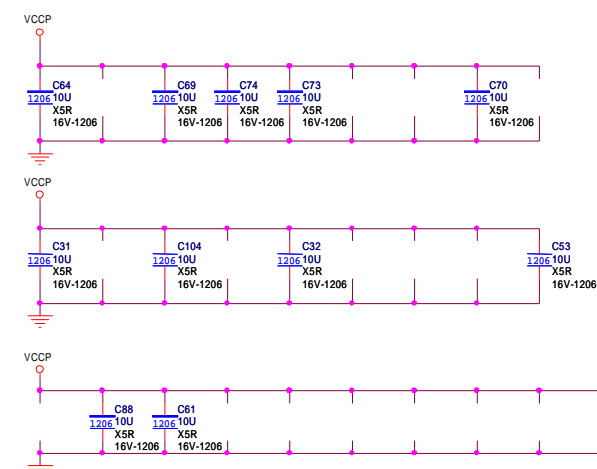 VCCP
C64 C69 C74 C73 C70
1206 10U 1206 10U 1206 10U 1206 10U 1206 10U
X5R X5R X5R X5R X5R
16V-1206 16V-1206 16V-1206 16V-1206 16V-1206
VCCP
C31 C104 C32 C53
1206 10U 1206 10U 1206 10U 1206 10U
X5R X5R X5R X5R
16V-1206 16V-1206 16V-1206 16V-1206
VCCP
C88 C61
1206 10U 1206 10U
X5R X5R
16V-1206 16V-1206